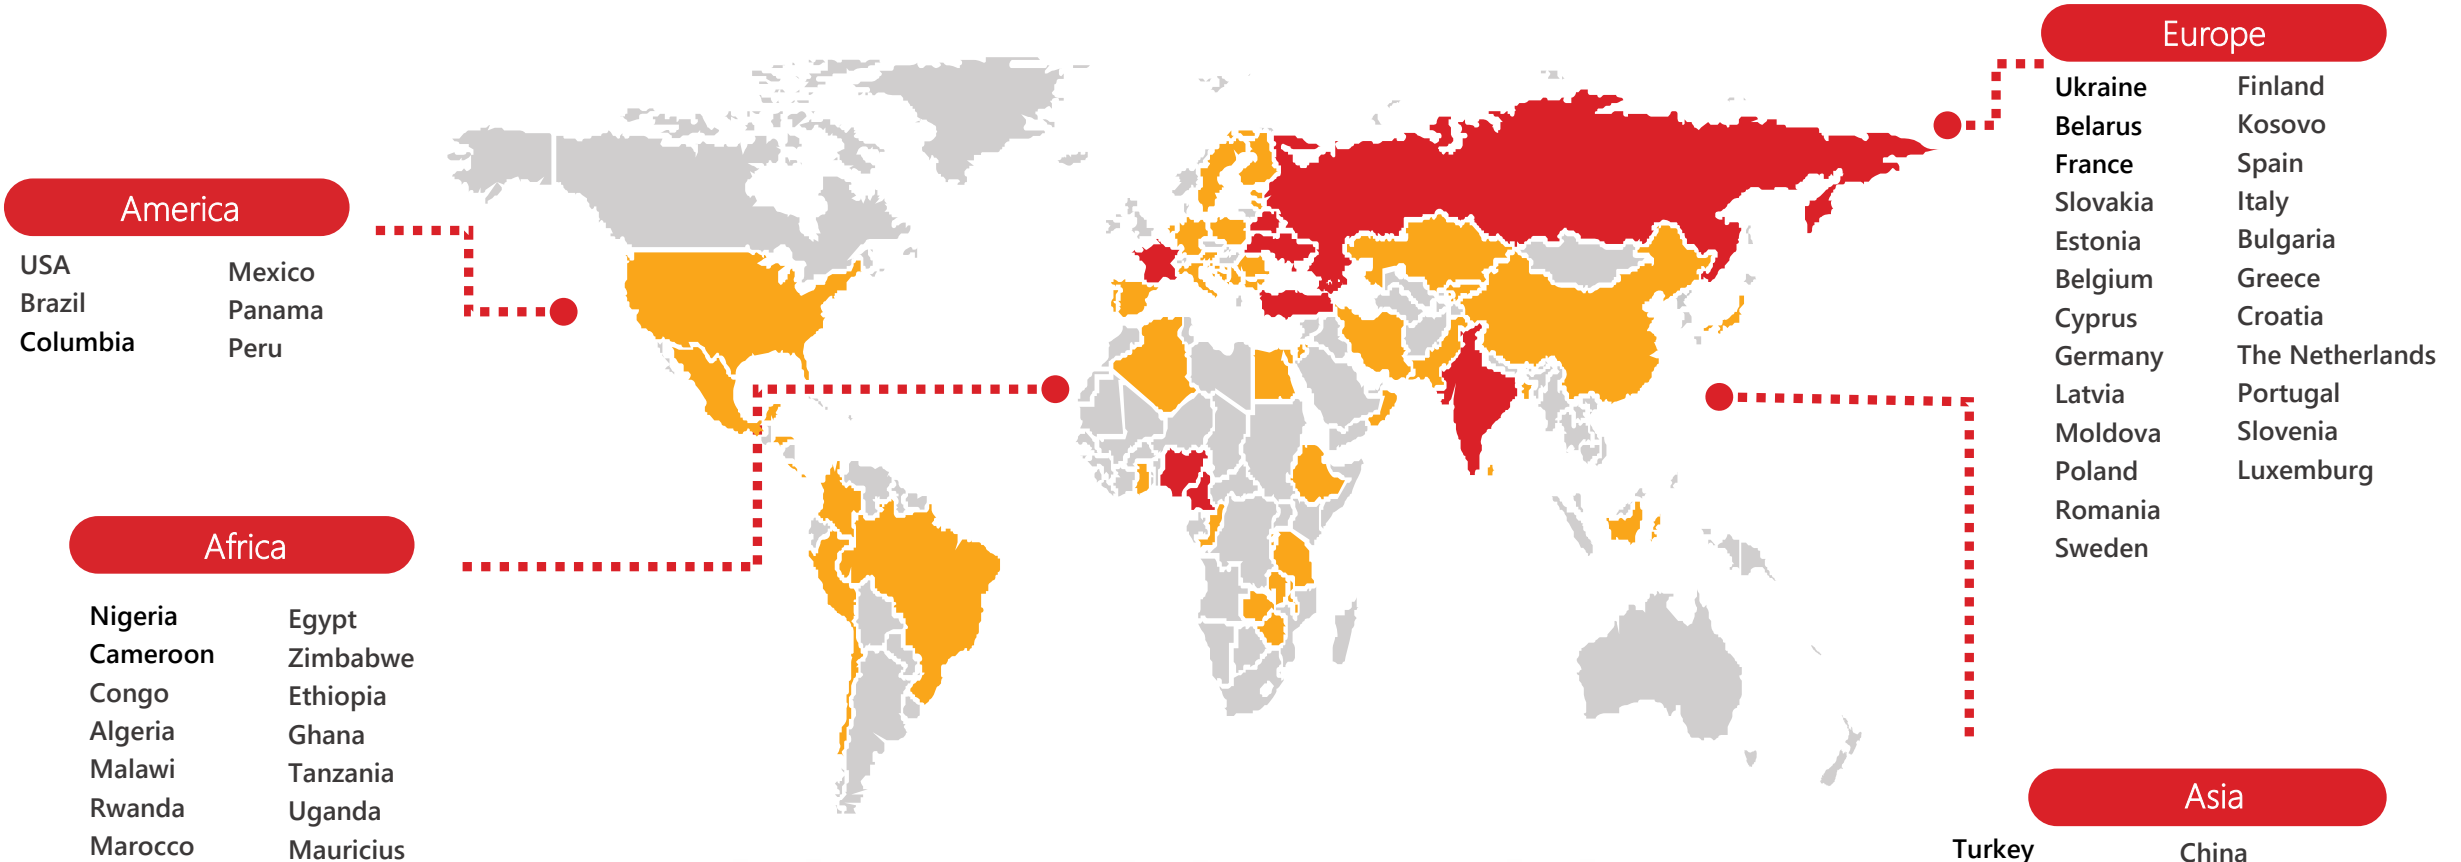 America
USA
Brazil
Columbia
Mexico
Panama
Peru
Africa
Nigeria
Cameroon
Congo
Algeria
Malawi
Rwanda
Marocco
Egypt
Zimbabwe
Ethiopia
Ghana
Tanzania
Uganda
Mauricius
Europe
Ukraine
Belarus
France
Slovakia
Estonia
Belgium
Cyprus
Germany
Latvia
Moldova
Poland
Romania
Sweden
Finland
Kosovo
Spain
Italy
Bulgaria
Greece
Croatia
The Netherlands
Portugal
Slovenia
Luxemburg
Asia
Turkey
China